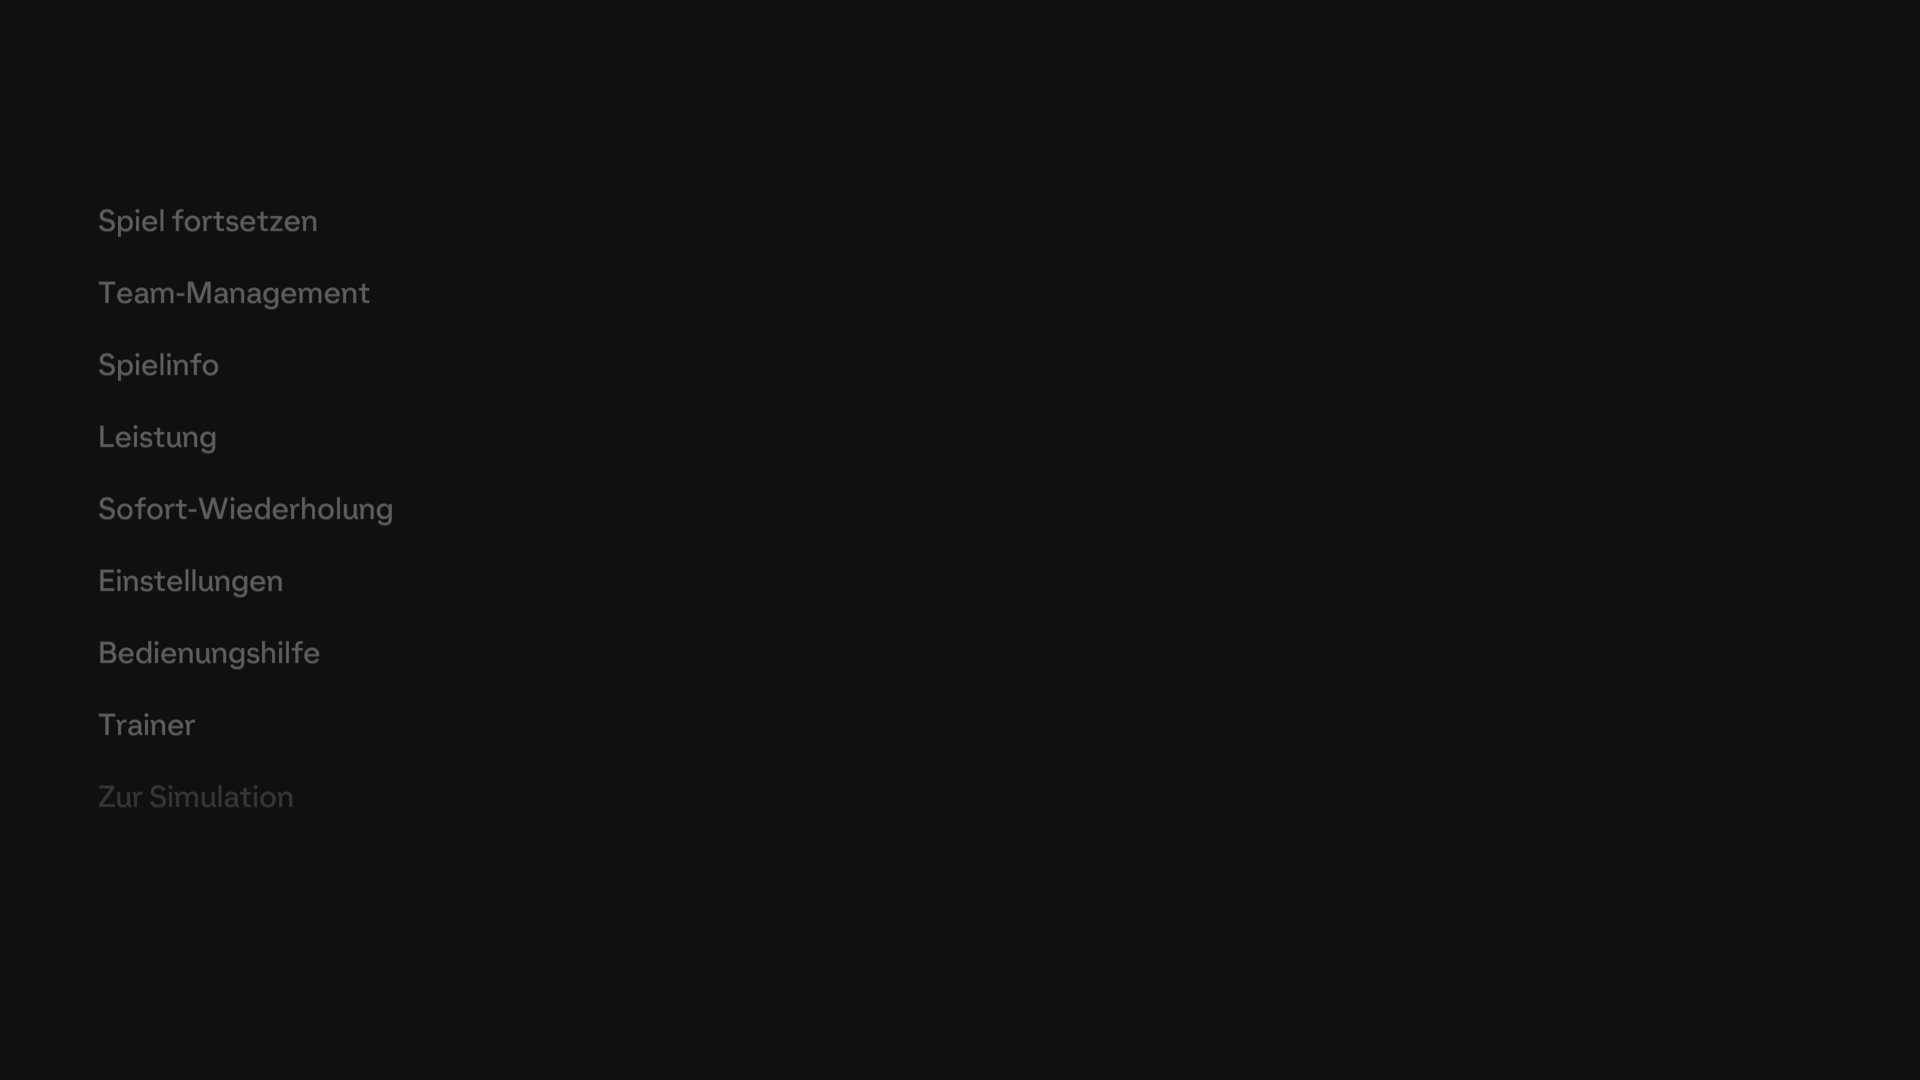 Spiel fortsetzen
Team-Management
Spielinfo
Leistung
Sofort-Wiederholung
Einstellungen
Bedienungshilfe
Trainer
Zur Simulation